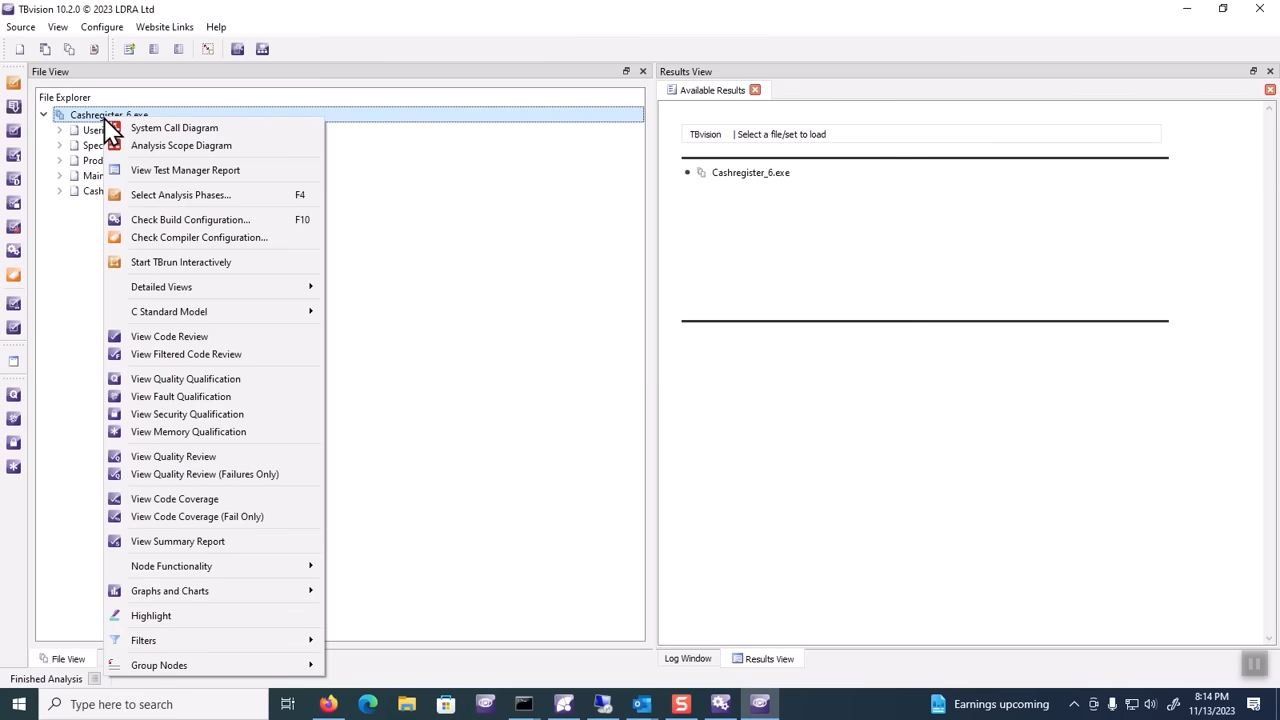 TBvision 10.2.0 © 2023 LDRA Ltd
Source View Configure Website Links Help
File View
Results View
File Explorer
Available Results
Cashregister_6.exe
TBvision | Select a file/set to load
Cashregister_6.exe
System Call Diagram
Analysis Scope Diagram
View Test Manager Report
Select Analysis Phases... F4
Check Build Configuration... F10
Check Compiler Configuration...
Start TBrun Interactively
Detailed Views
C Standard Model
View Code Review
View Filtered Code Review
View Quality Qualification
View Fault Qualification
View Security Qualification
View Memory Qualification
View Quality Review
View Quality Review (Failures Only)
View Code Coverage
View Code Coverage (Fail Only)
View Summary Report
Node Functionality
Graphs and Charts
Highlight
Filters
Group Nodes
File View
Log Window
Results View
Finished Analysis
Type here to search
Earnings upcoming
8:14 PM
11/13/2023